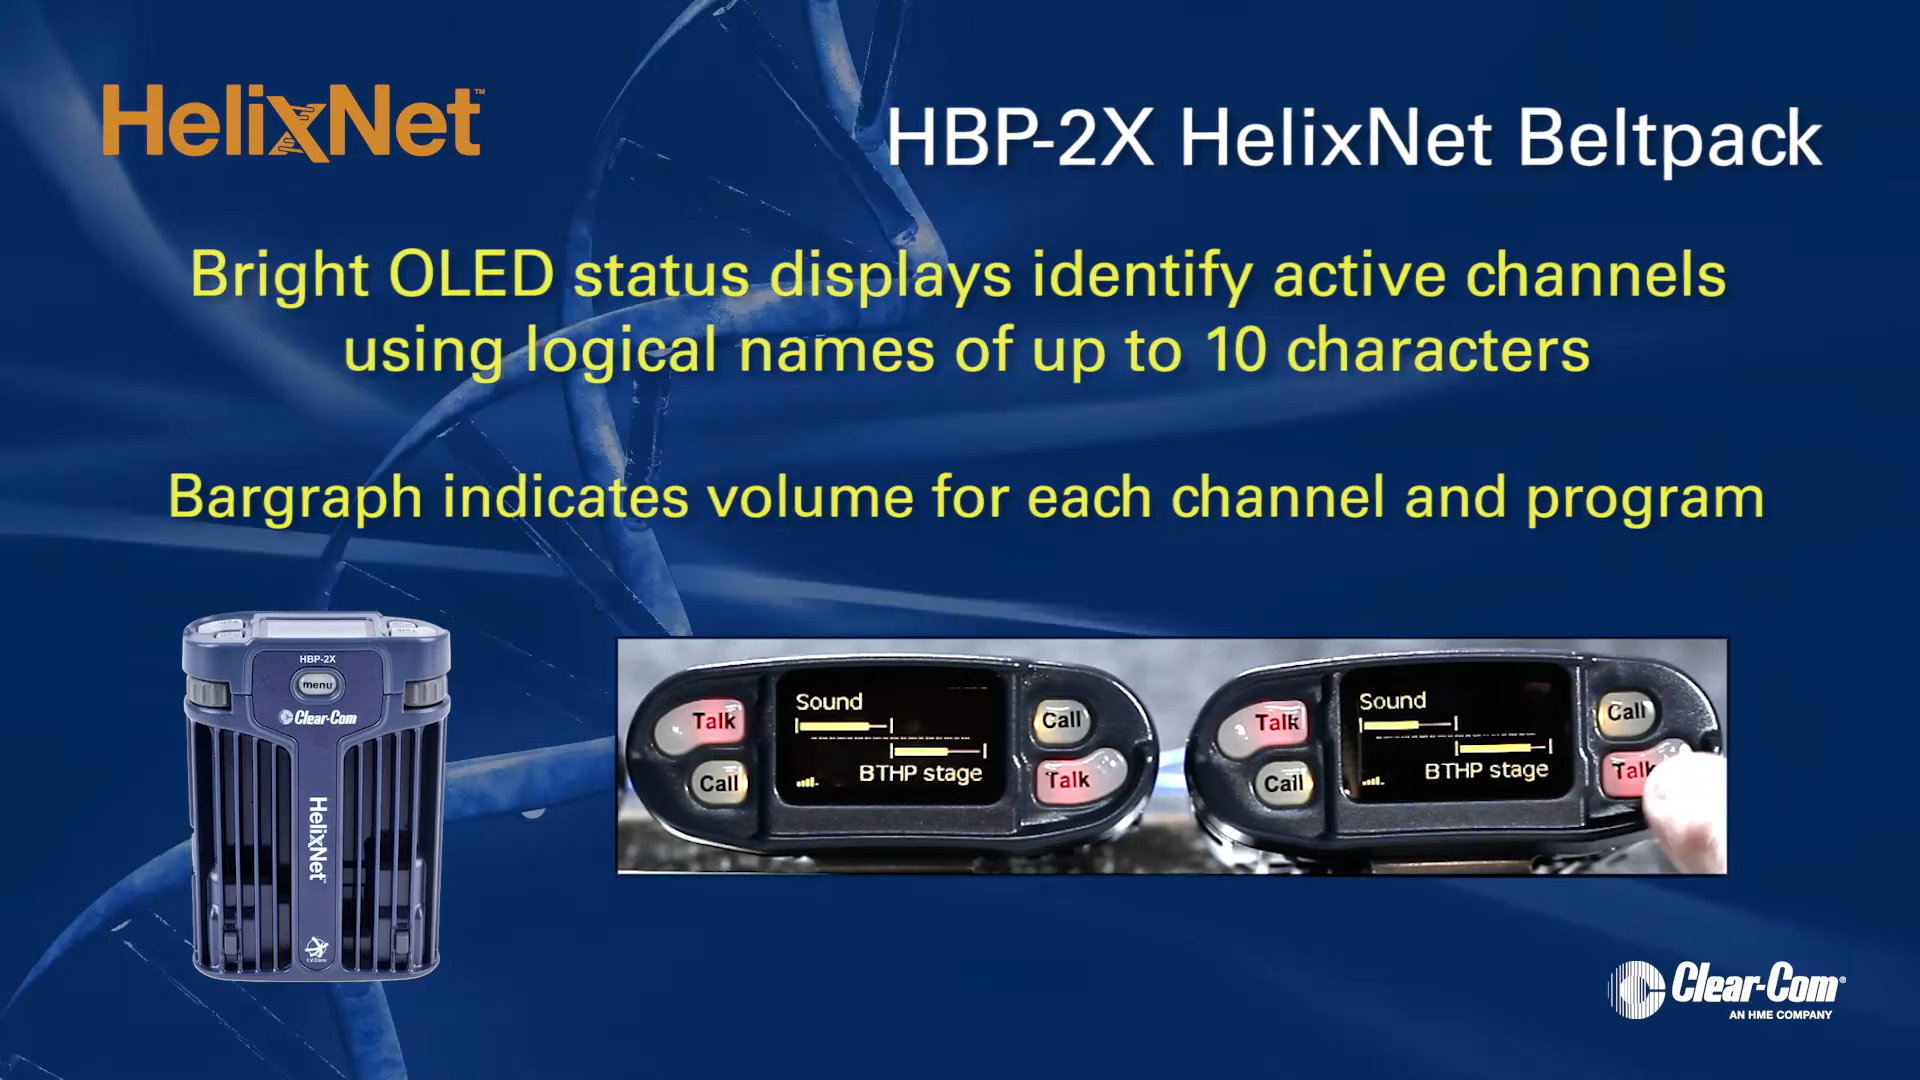 HelixNet™
HBP-2X HelixNet Beltpack
Bright OLED status displays identify active channels
using logical names of up to 10 characters
Bargraph indicates volume for each channel and program
HBP-2X
menu
Clear-Com
HelixNet
Talk
Call
Sound
BTHP stage
Call
Talk
Talk
Call
Sound
BTHP stage
Call
Talk
Clear-Com®
AN HME COMPANY